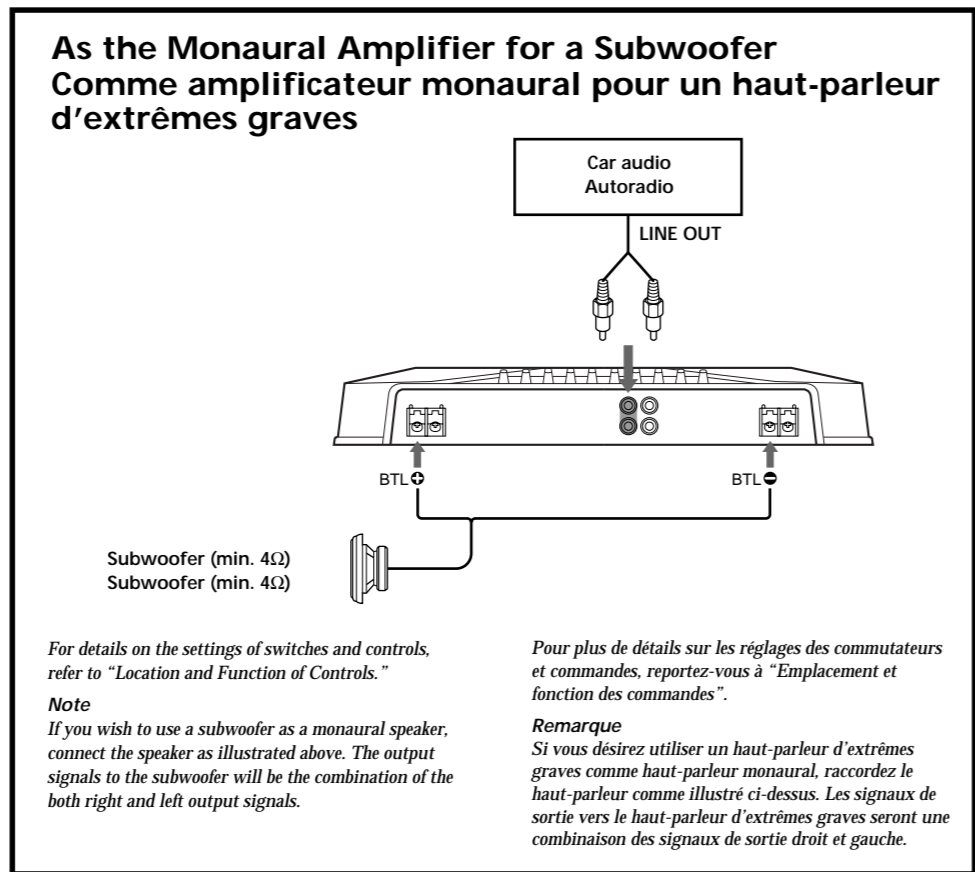 As the Monaural Amplifier for a Subwoofer
Comme amplificateur monaural pour un haut-parleur
d'extrêmes graves
Car audio
Autoradio
LINE OUT
BTL ⊕
BTL ⊖
Subwoofer (min. 4Ω)
Subwoofer (min. 4Ω)
For details on the settings of switches and controls,
refer to “Location and Function of Controls.”
Note
If you wish to use a subwoofer as a monaural speaker,
connect the speaker as illustrated above. The output
signals to the subwoofer will be the combination of the
both right and left output signals.
Pour plus de détails sur les réglages des commutateurs
et commandes, reportez-vous à “Emplacement et
fonction des commandes”.
Remarque
Si vous désirez utiliser un haut-parleur d'extrêmes
graves comme haut-parleur monaural, raccordez le
haut-parleur comme illustré ci-dessus. Les signaux de
sortie vers le haut-parleur d'extrêmes graves seront une
combinaison des signaux de sortie droit et gauche.